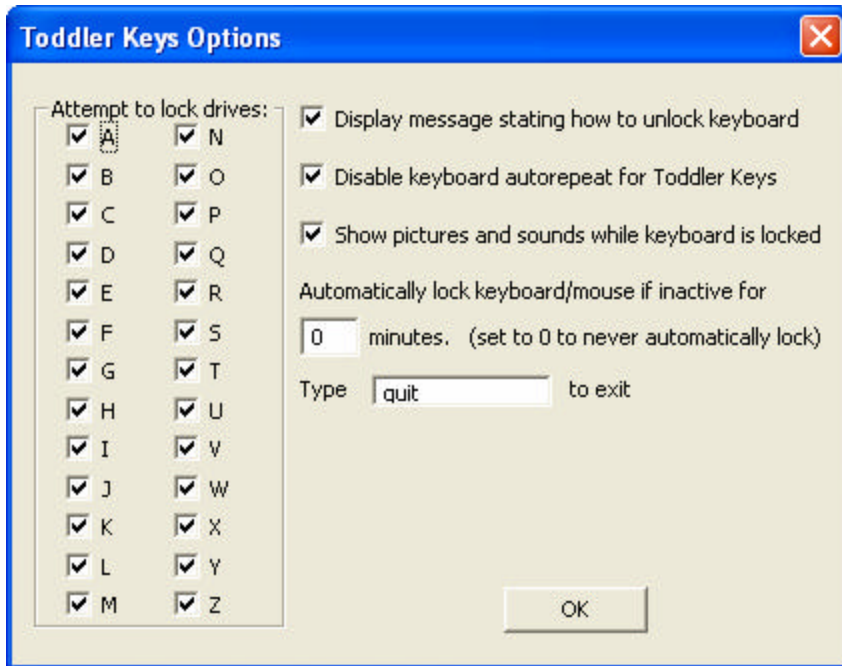 Toddler Keys Options
Attempt to lock drives:
A N
B O
C P
D Q
E R
F S
G T
H U
I V
J W
K X
L Y
M Z
Display message stating how to unlock keyboard
Disable keyboard autorepeat for Toddler Keys
Show pictures and sounds while keyboard is locked
Automatically lock keyboard/mouse if inactive for
0 minutes. (set to 0 to never automatically lock)
Type quit to exit
OK